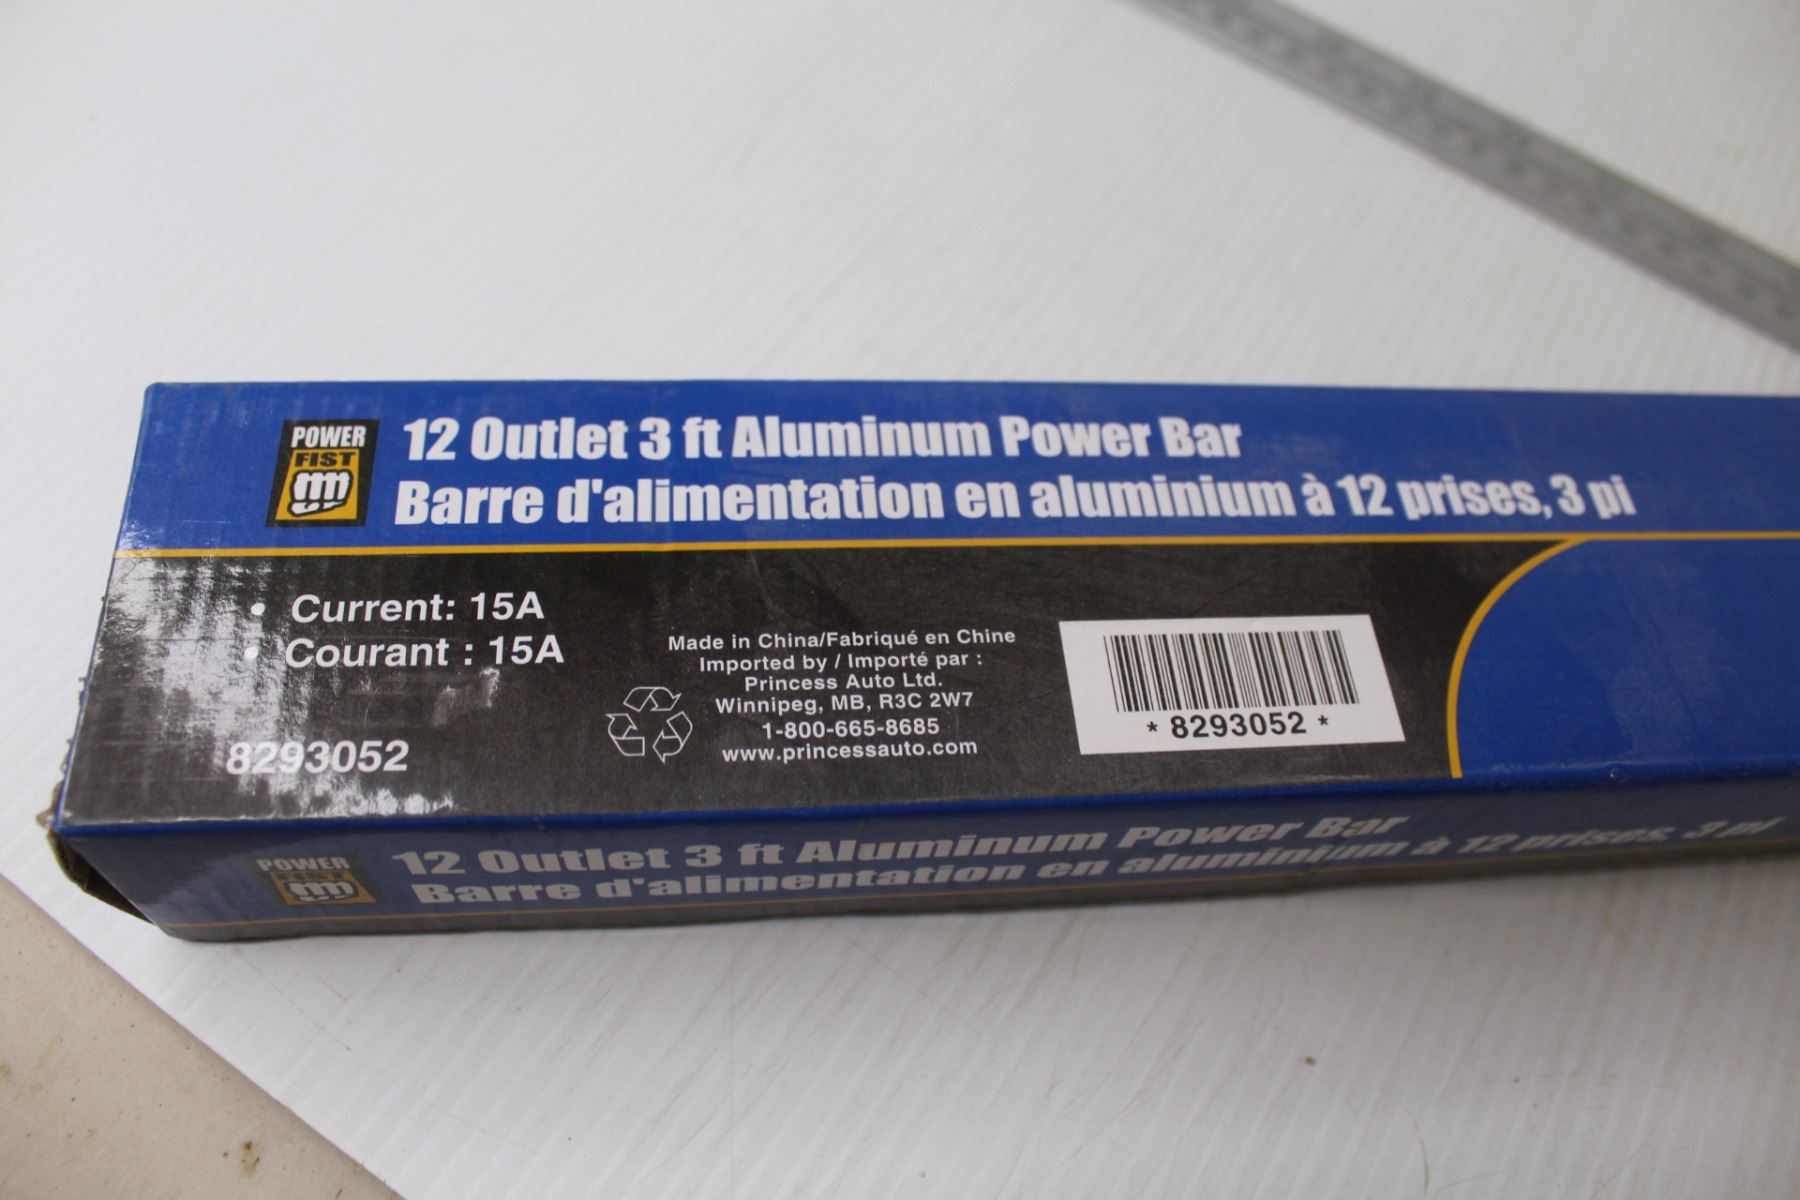 POWER
FIST
12 Outlet 3 ft Aluminum Power Bar
Barre d'alimentation en aluminium à 12 prises, 3 pi
• Current: 15A
• Courant : 15A
8293052
Made in China/Fabriqué en Chine
Imported by / Importé par :
Princess Auto Ltd.
Winnipeg, MB, R3C 2W7
1-800-665-8685
www.princessauto.com
* 8293052 *
POWER
FIST
12 Outlet 3 ft Aluminum Power Bar
Barre d'alimentation en aluminium à 12 prises, 3 pi